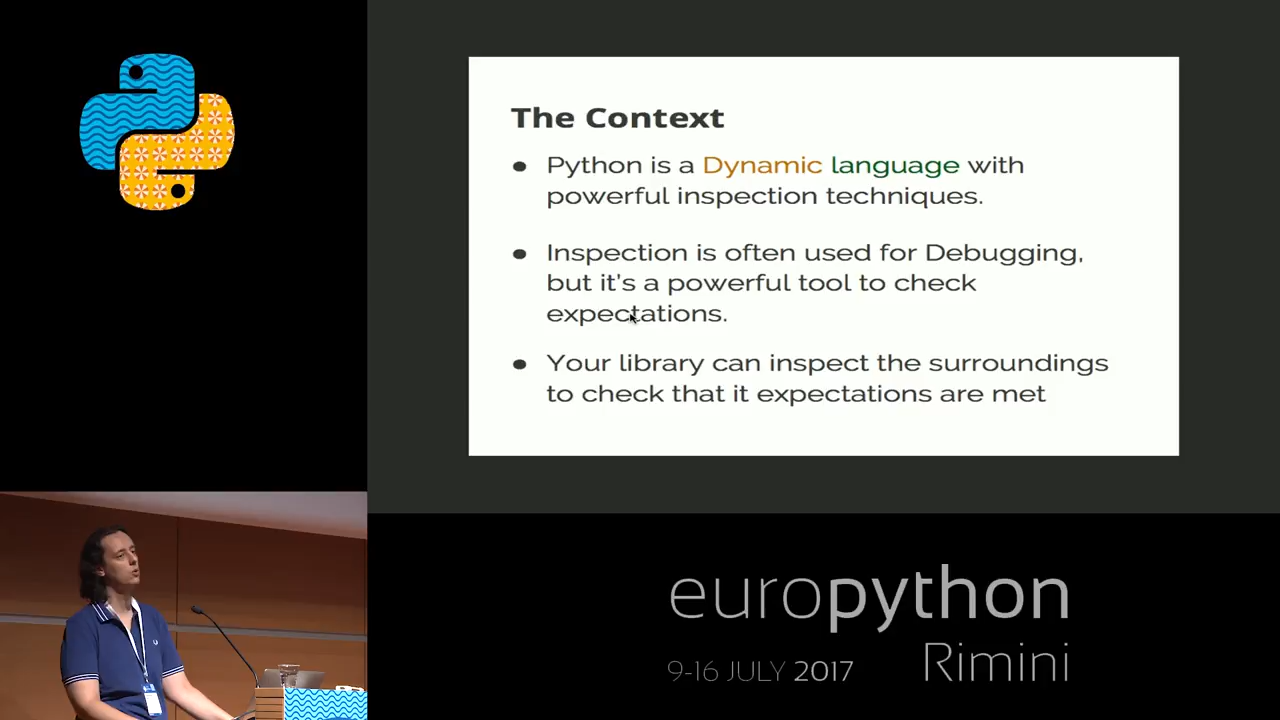 The Context
● Python is a Dynamic language with
powerful inspection techniques.
● Inspection is often used for Debugging,
but it's a powerful tool to check
expectations.
● Your library can inspect the surroundings
to check that it expectations are met
europython
9-16 JULY 2017 Rimini